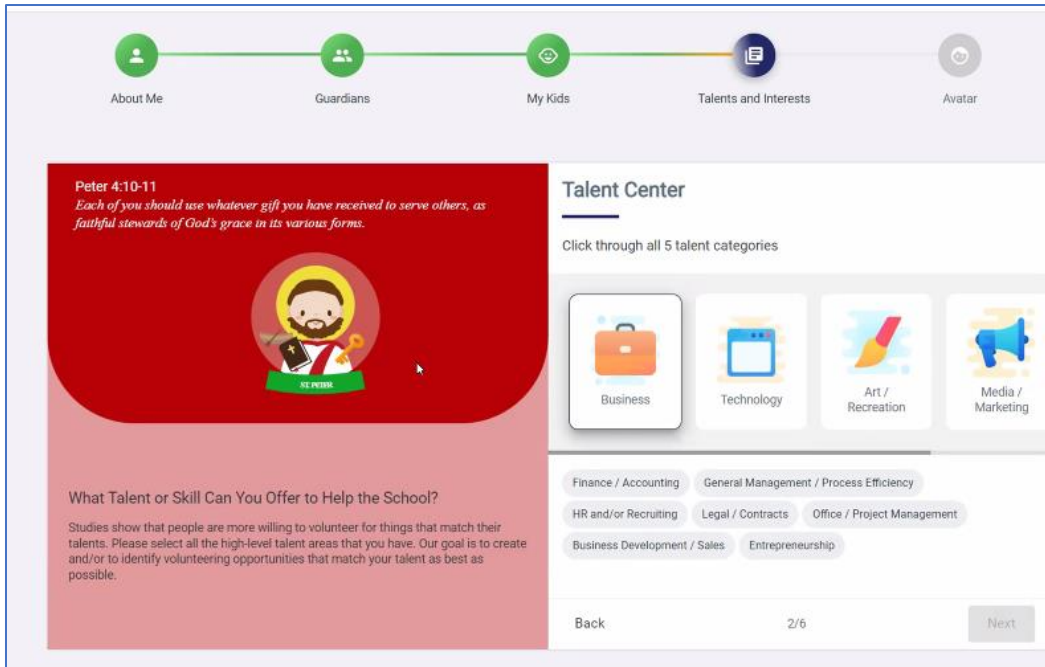 About Me
Guardians
My Kids
Talents and Interests
Avatar
Peter 4:10-11
Each of you should use whatever gift you have received to serve others, as
faithful stewards of God's grace in its various forms.
ST. PETER
What Talent or Skill Can You Offer to Help the School?
Studies show that people are more willing to volunteer for things that match their
talents. Please select all the high-level talent areas that you have. Our goal is to create
and/or to identify volunteering opportunities that match your talent as best as
possible.
Talent Center
Click through all 5 talent categories
Business
Technology
Art /
Recreation
Media /
Marketing
Finance / Accounting
General Management / Process Efficiency
HR and/or Recruiting
Legal / Contracts
Office / Project Management
Business Development / Sales
Entrepreneurship
Back
2/6
Next